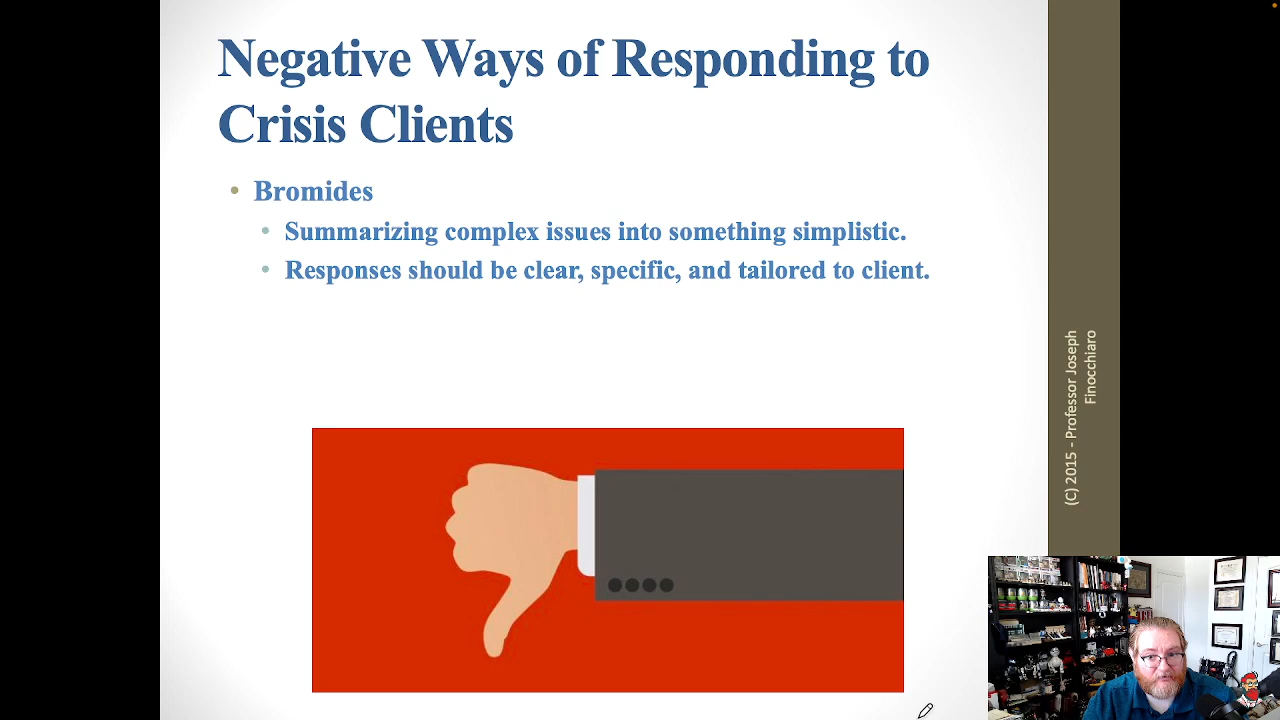 Negative Ways of Responding to
Crisis Clients
• Bromides
• Summarizing complex issues into something simplistic.
• Responses should be clear, specific, and tailored to client.
(C) 2015 - Professor Joseph
Finocchiaro